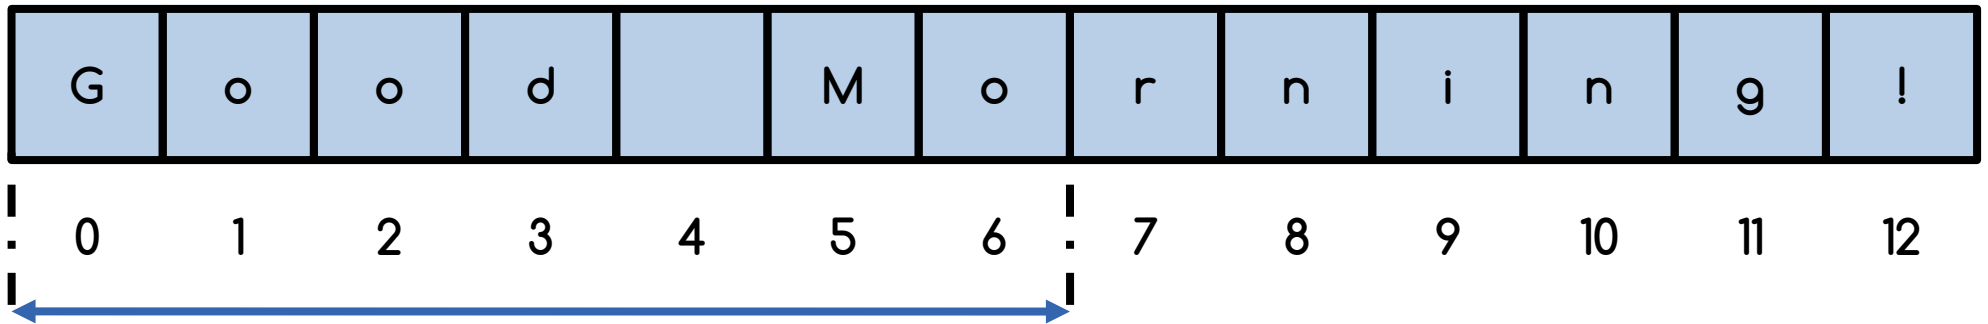 G o o d   M o r n i n g !
0 1 2 3 4 5 6 7 8 9 10 11 12